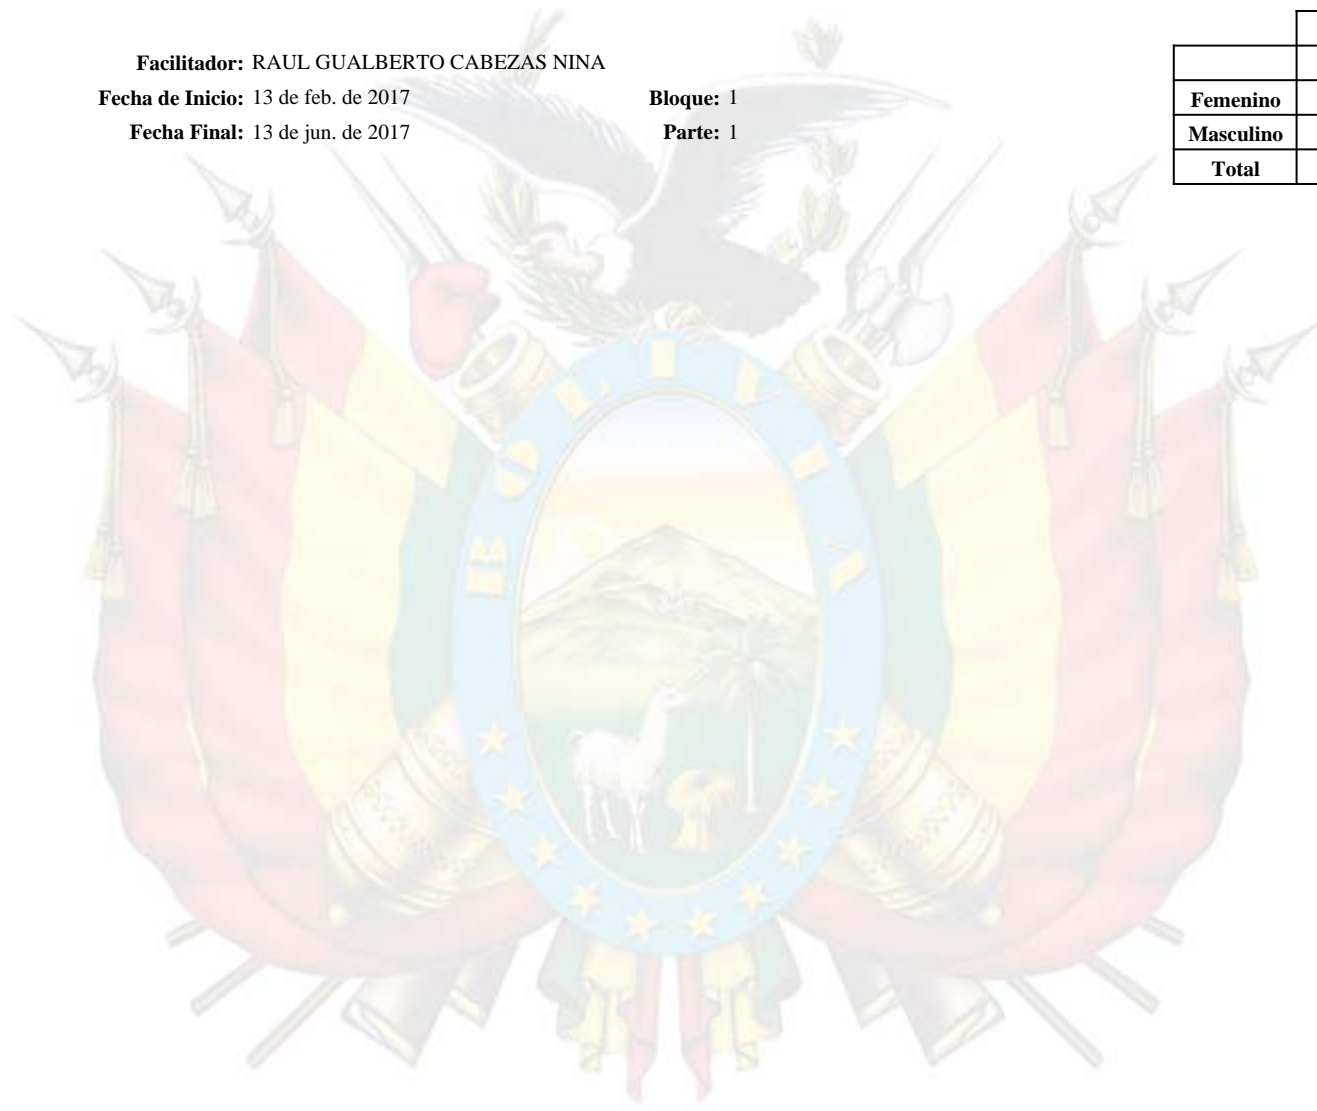 Facilitador: RAUL GUALBERTO CABEZAS NINA
Fecha de Inicio: 13 de feb. de 2017 Bloque: 1
Fecha Final: 13 de jun. de 2017 Parte: 1
Femenino
Masculino
Total
BOLIVIA